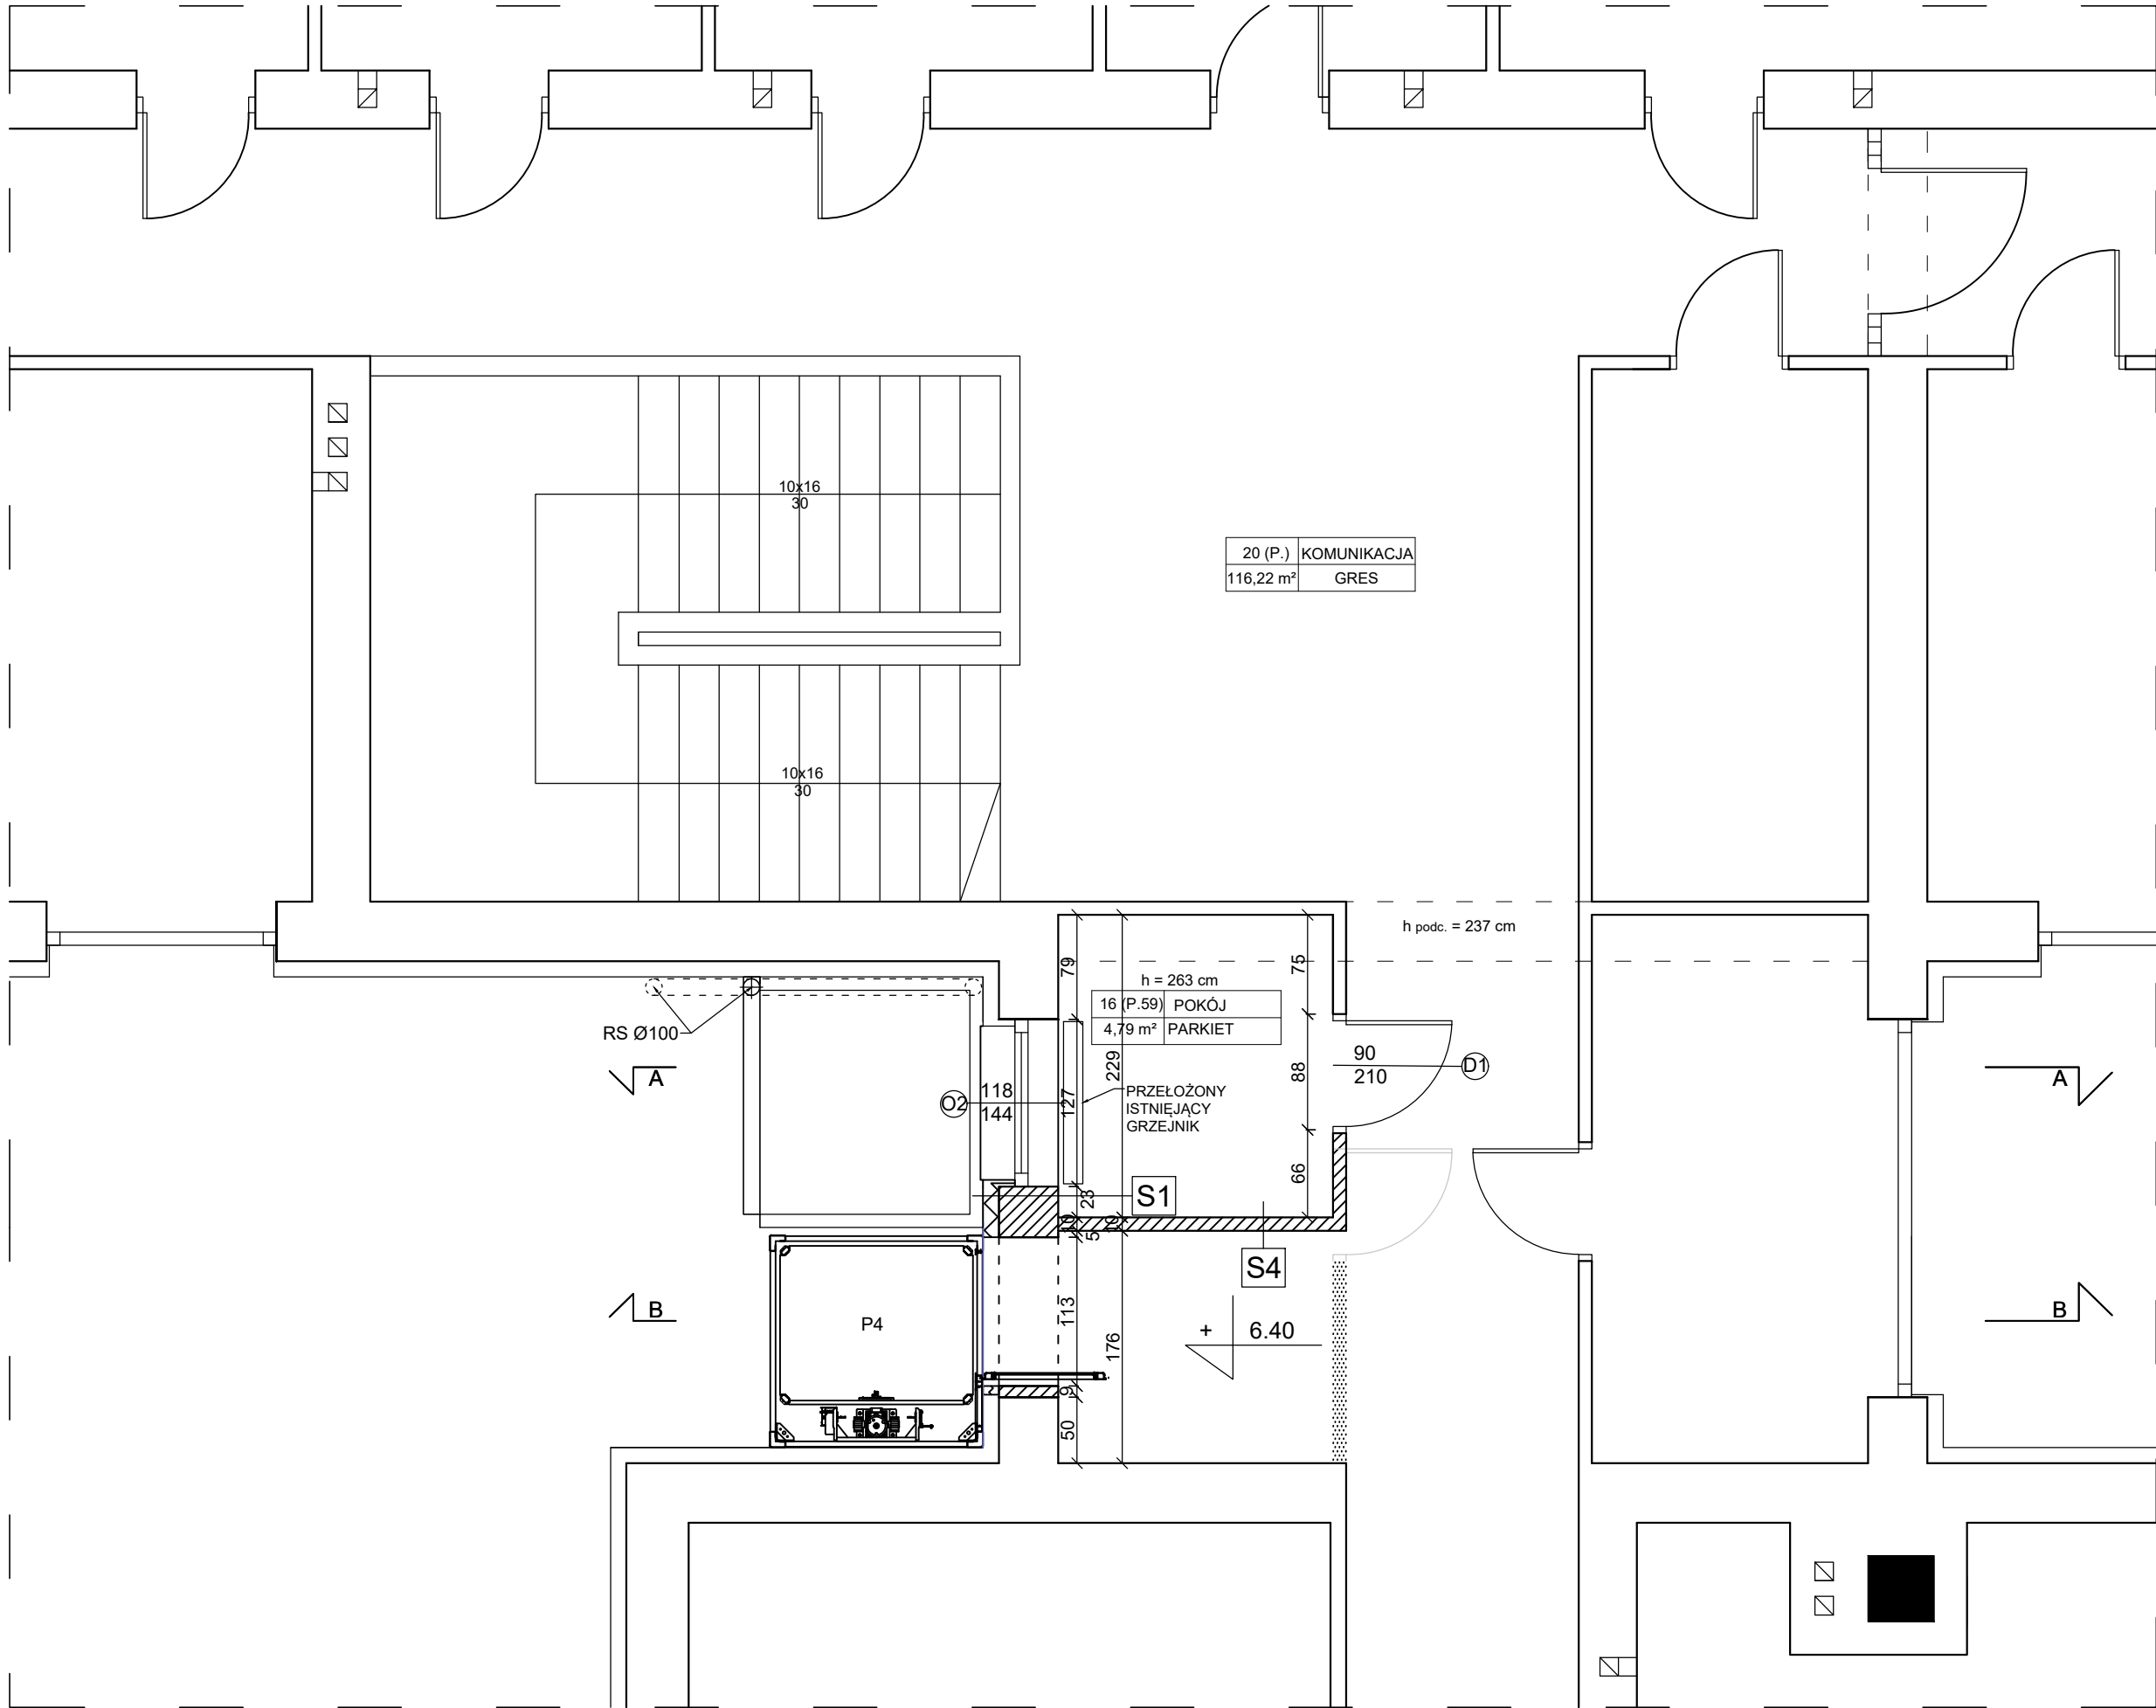 10x16
30
20 (P.) KOMUNIKACJA
116,22 m² GRES
10x16
30
h podc. = 237 cm
79
75
h = 263 cm
16 (P.59) POKÓJ
4,79 m² PARKIET
RS Ø100
229
90
210
D1
A
A
88
118
144
O2
127
PRZEŁOŻONY
ISTNIEJĄCY
GRZEJNIK
66
23
S1
10
10
5
S4
113
B
B
P4
176
+ 6.40
9
50